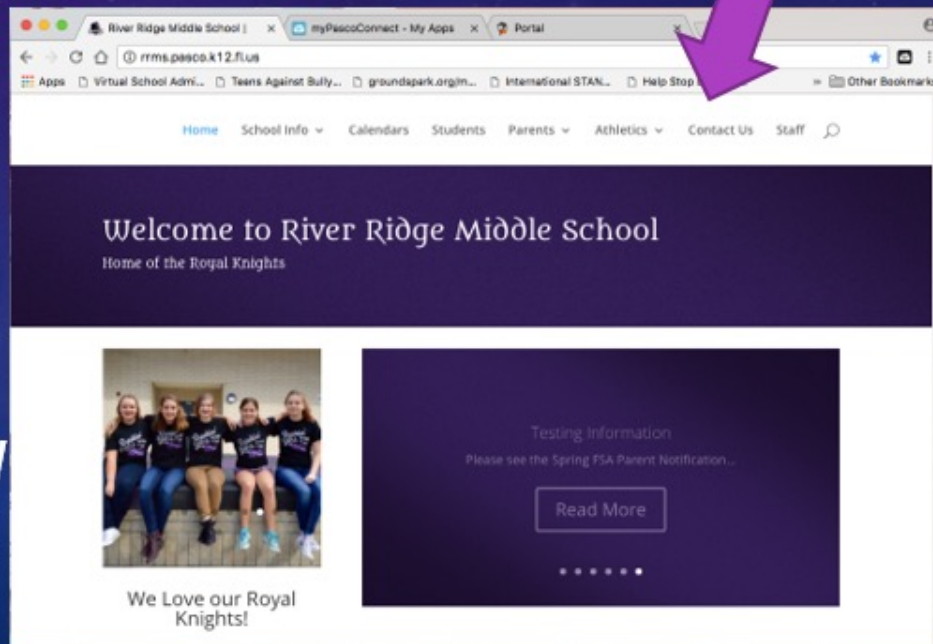 River Ridge Middle School | × myPascoConnect - My Apps × Portal ×
rrms.pasco.k12.fl.us
Apps Virtual School Admi... Teens Against Bully... groundspark.org/m... International STAN... Help Stop » Other Bookmarks
Home School Info Calendars Students Parents Athletics Contact Us Staff
Welcome to River Ridge Middle School
Home of the Royal Knights
Testing Information
Please see the Spring FSA Parent Notification...
Read More
We Love our Royal
Knights!